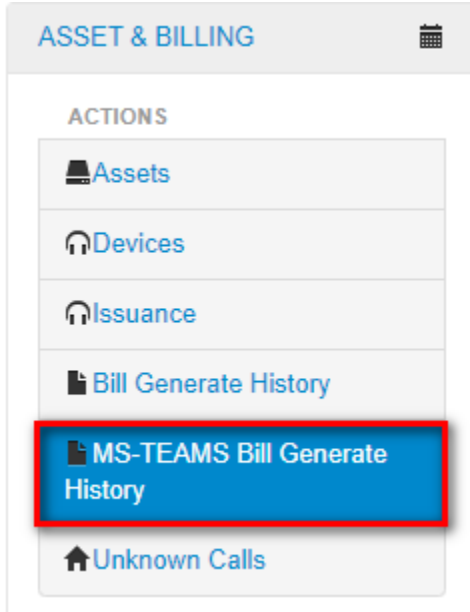 ASSET & BILLING
ACTIONS
Assets
Devices
Issuance
Bill Generate History
MS-TEAMS Bill Generate
History
Unknown Calls